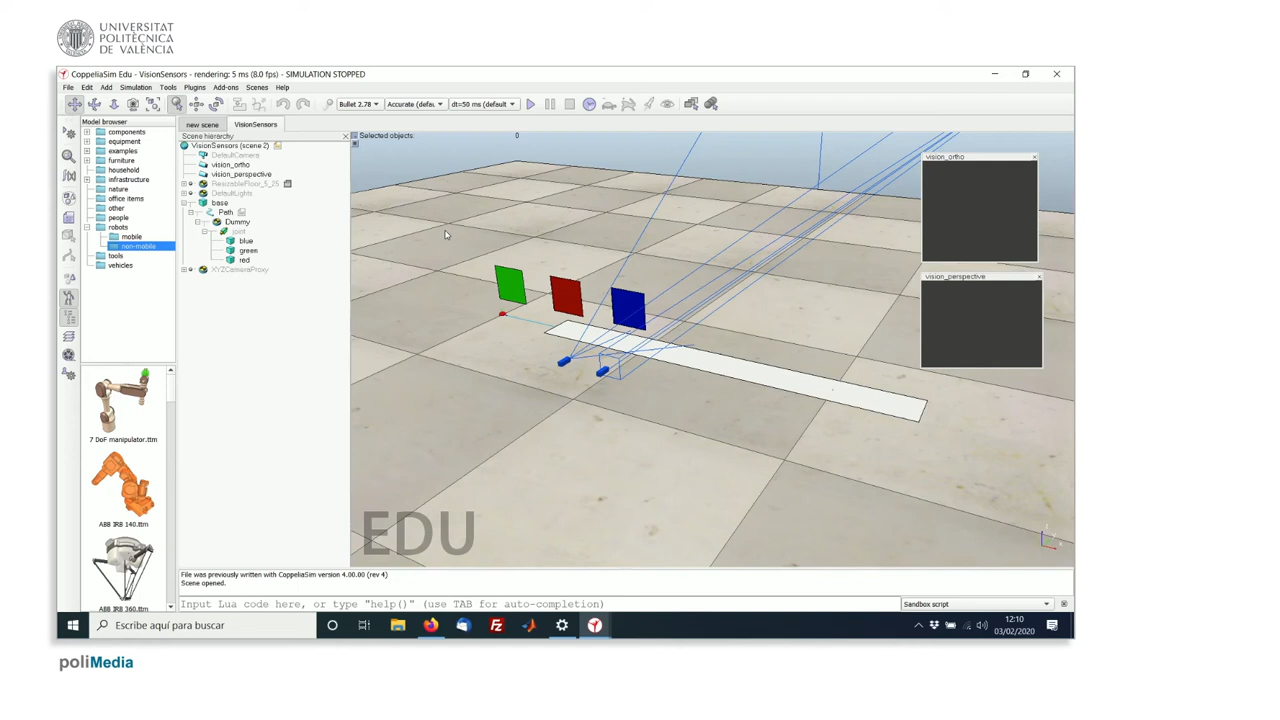 UNIVERSITAT
POLITÈCNICA
DE VALÈNCIA
CoppeliaSim Edu - VisionSensors - rendering: 5 ms (8.0 fps) - SIMULATION STOPPED
File Edit Add Simulation Tools Plugins Add-ons Scenes Help
Bullet 2.78 Accurate (defau dt=50 ms (default)
Model browser
components
equipment
examples
furniture
household
infrastructure
nature
office items
other
people
robots
mobile
non-mobile
tools
vehicles
7 DoF manipulator.ttm
ABB IRB 140.ttm
ABB IRB 360.ttm
new scene VisionSensors
Scene hierarchy
VisionSensors (scene 2)
DefaultCamera
vision_ortho
vision_perspective
ResizableFloor_5_25
DefaultLights
base
Path
Dummy
joint
blue
green
red
XYZCameraProxy
Selected objects: 0
vision_ortho
vision_perspective
EDU
File was previously written with CoppeliaSim version 4.00.00 (rev 4)
Scene opened.
Input Lua code here, or type "help()" (use TAB for auto-completion)
Sandbox script
Escribe aquí para buscar
12:10
03/02/2020
poliMedia